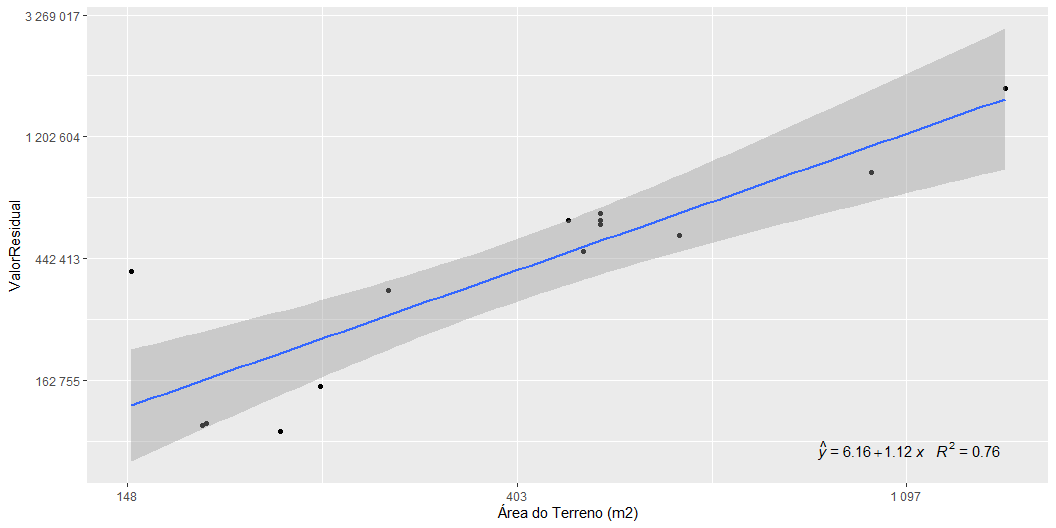 3 269 017
1 202 604
442 413
162 755
ValorResidual
ŷ = 6.16 + 1.12 x R² = 0.76
148
403
1 097
Área do Terreno (m2)